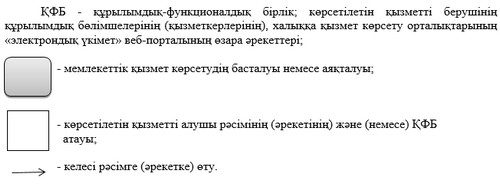 ҚФБ - құрылымдық-функционалдық бірлік; көрсетілетін қызметті берушінің
құрылымдық бөлімшелерінің (қызметкерлерінің), халыққа қызмет көрсету орталықтарының
«электрондық үкімет» веб-порталының өзара әрекеттері;
- мемлекеттік қызмет көрсетудің басталуы немесе аяқталуы;
- көрсетілетін қызметті алушы рәсімінің (әрекетінің) және (немесе) ҚФБ
атауы;
- келесі рәсімге (әрекетке) өту.